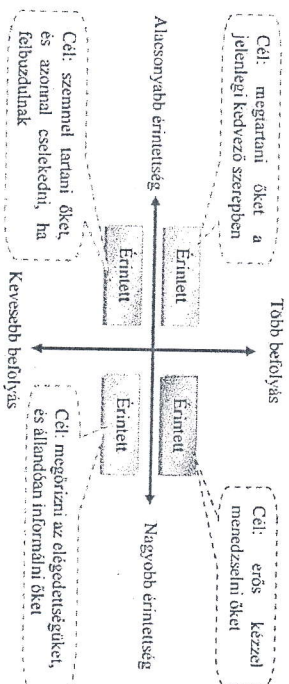 Több befolyás
Cél: megtartani őket a
jelenlegi kedvező szerepben
Cél: erős kézzel
menedzselni őket
Érintett
Érintett
Alacsonyabb érintettség
Nagyobb érintettség
Érintett
Érintett
Cél: szemmel tartani őket,
és azonnal cselekedni, ha
felbuzdulnak
Cél: megőrizni az elégedettségüket,
és állandóan informálni őket
Kevesebb befolyás